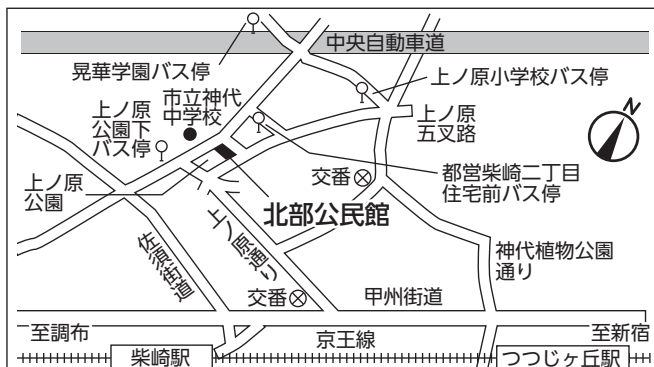 中央自動車道
晃華学園バス停
上ノ原小学校バス停
市立神代
中学校
上ノ原
公園下
バス停
上ノ原
五叉路
N
上ノ原
公園
交番
都営柴崎二丁目
住宅前バス停
北部公民館
上ノ原通り
佐須街道
神代植物公園
通り
交番
甲州街道
至調布
京王線
至新宿
柴崎駅
つつじヶ丘駅